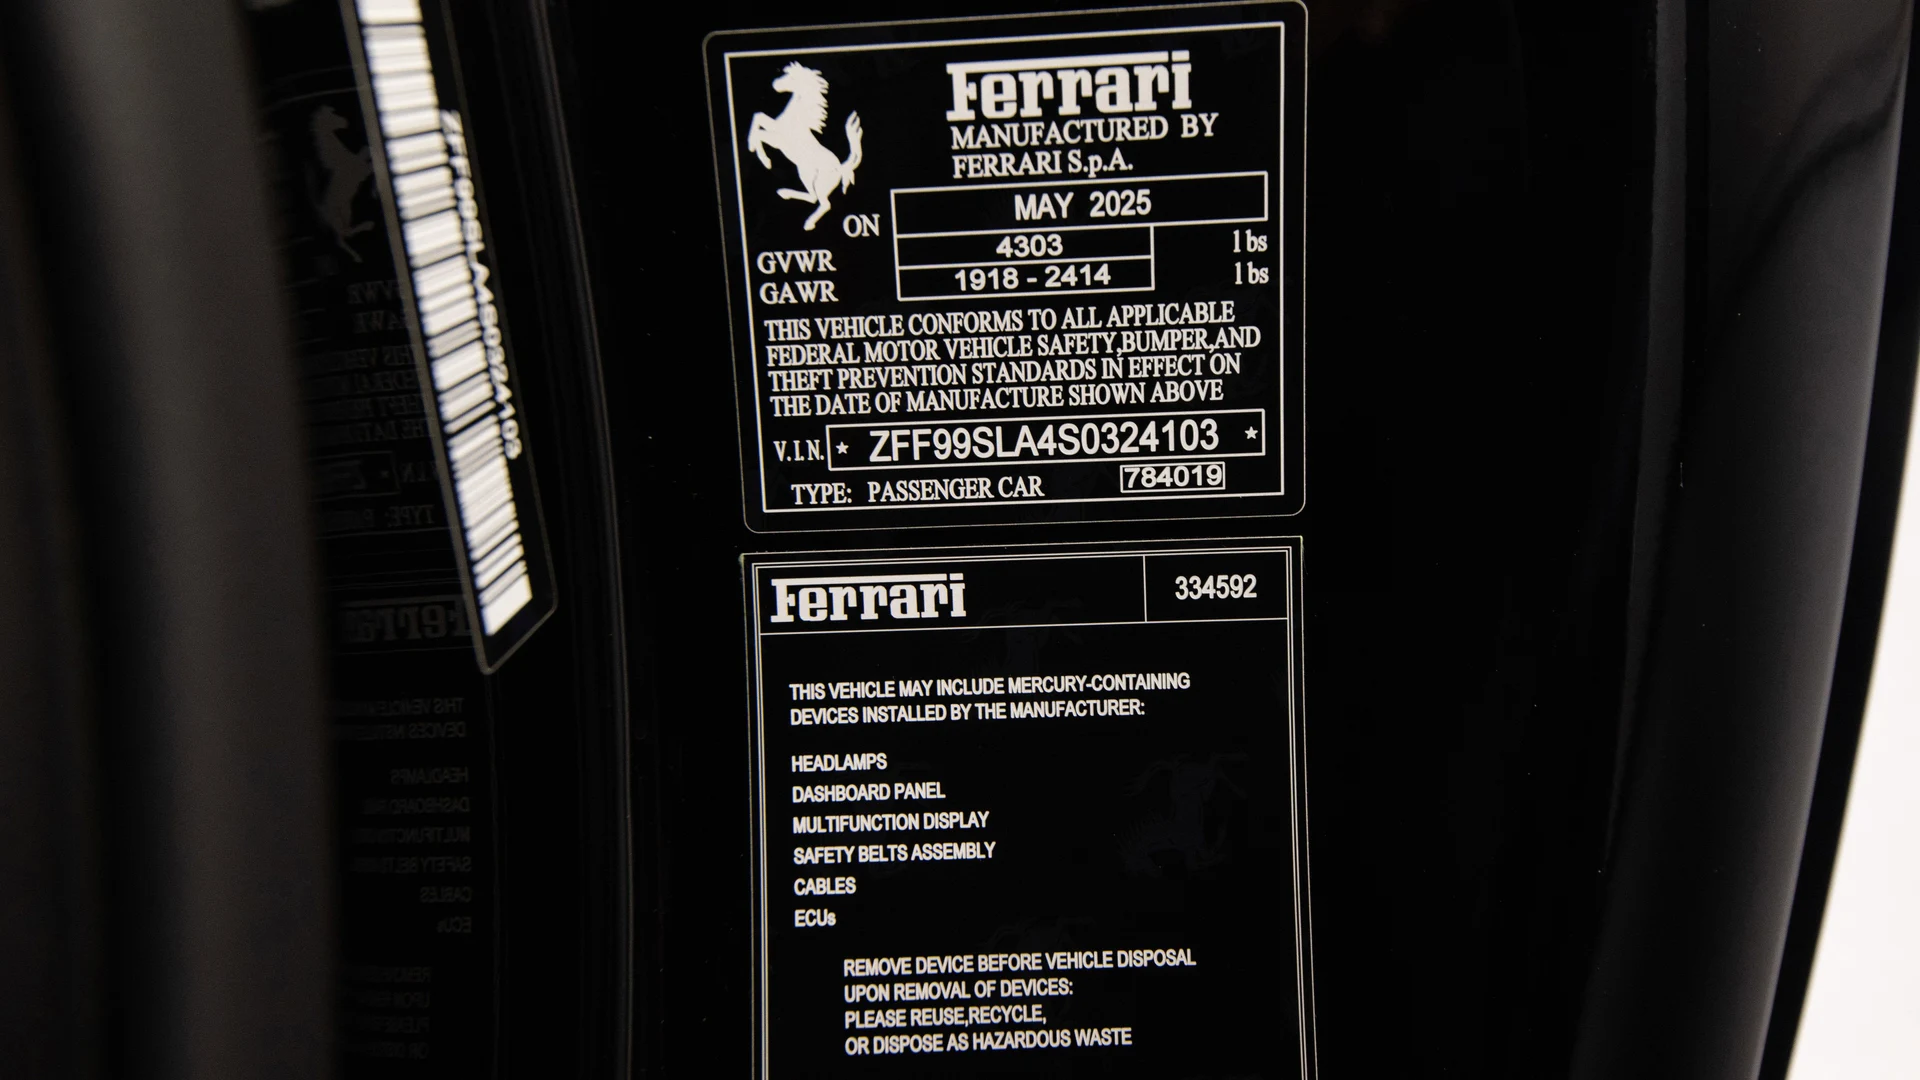 Ferrari
MANUFACTURED BY
FERRARI S.p.A.
ON MAY 2025
GVWR 4303 lbs
GAWR 1918 - 2414 lbs
THIS VEHICLE CONFORMS TO ALL APPLICABLE
FEDERAL MOTOR VEHICLE SAFETY,BUMPER,AND
THEFT PREVENTION STANDARDS IN EFFECT ON
THE DATE OF MANUFACTURE SHOWN ABOVE
V.I.N. * ZFF99SLA4S0324103 *
TYPE: PASSENGER CAR 784019
Ferrari 334592
THIS VEHICLE MAY INCLUDE MERCURY-CONTAINING
DEVICES INSTALLED BY THE MANUFACTURER:
HEADLAMPS
DASHBOARD PANEL
MULTIFUNCTION DISPLAY
SAFETY BELTS ASSEMBLY
CABLES
ECUs
REMOVE DEVICE BEFORE VEHICLE DISPOSAL
UPON REMOVAL OF DEVICES:
PLEASE REUSE,RECYCLE,
OR DISPOSE AS HAZARDOUS WASTE